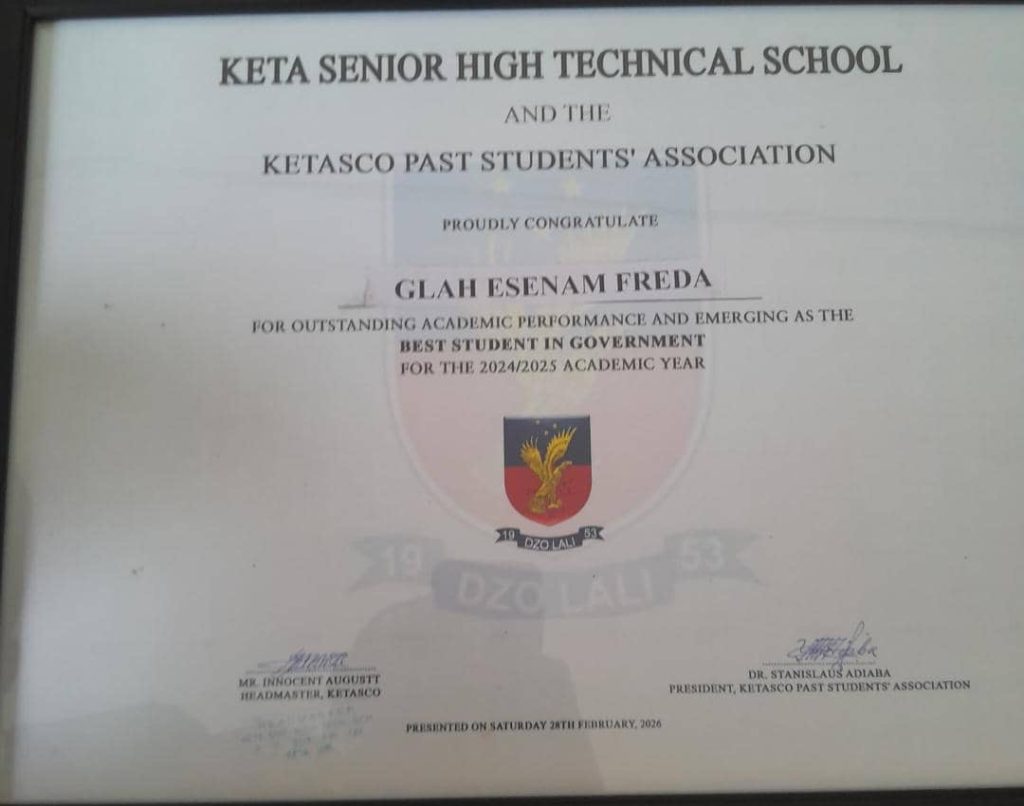 KETA SENIOR HIGH TECHNICAL SCHOOL
AND THE
KETASCO PAST STUDENTS' ASSOCIATION
PROUDLY CONGRATULATE
GLAH ESENAM FREDA
FOR OUTSTANDING ACADEMIC PERFORMANCE AND EMERGING AS THE
BEST STUDENT IN GOVERNMENT
FOR THE 2024/2025 ACADEMIC YEAR
19 53
DZO LALI
19 53
DZO LALI
MR. INNOCENT AUGUSTT
HEADMASTER, KETASCO
DR. STANISLAUS ADIABA
PRESIDENT, KETASCO PAST STUDENTS' ASSOCIATION
PRESENTED ON SATURDAY 28TH FEBRUARY, 2026